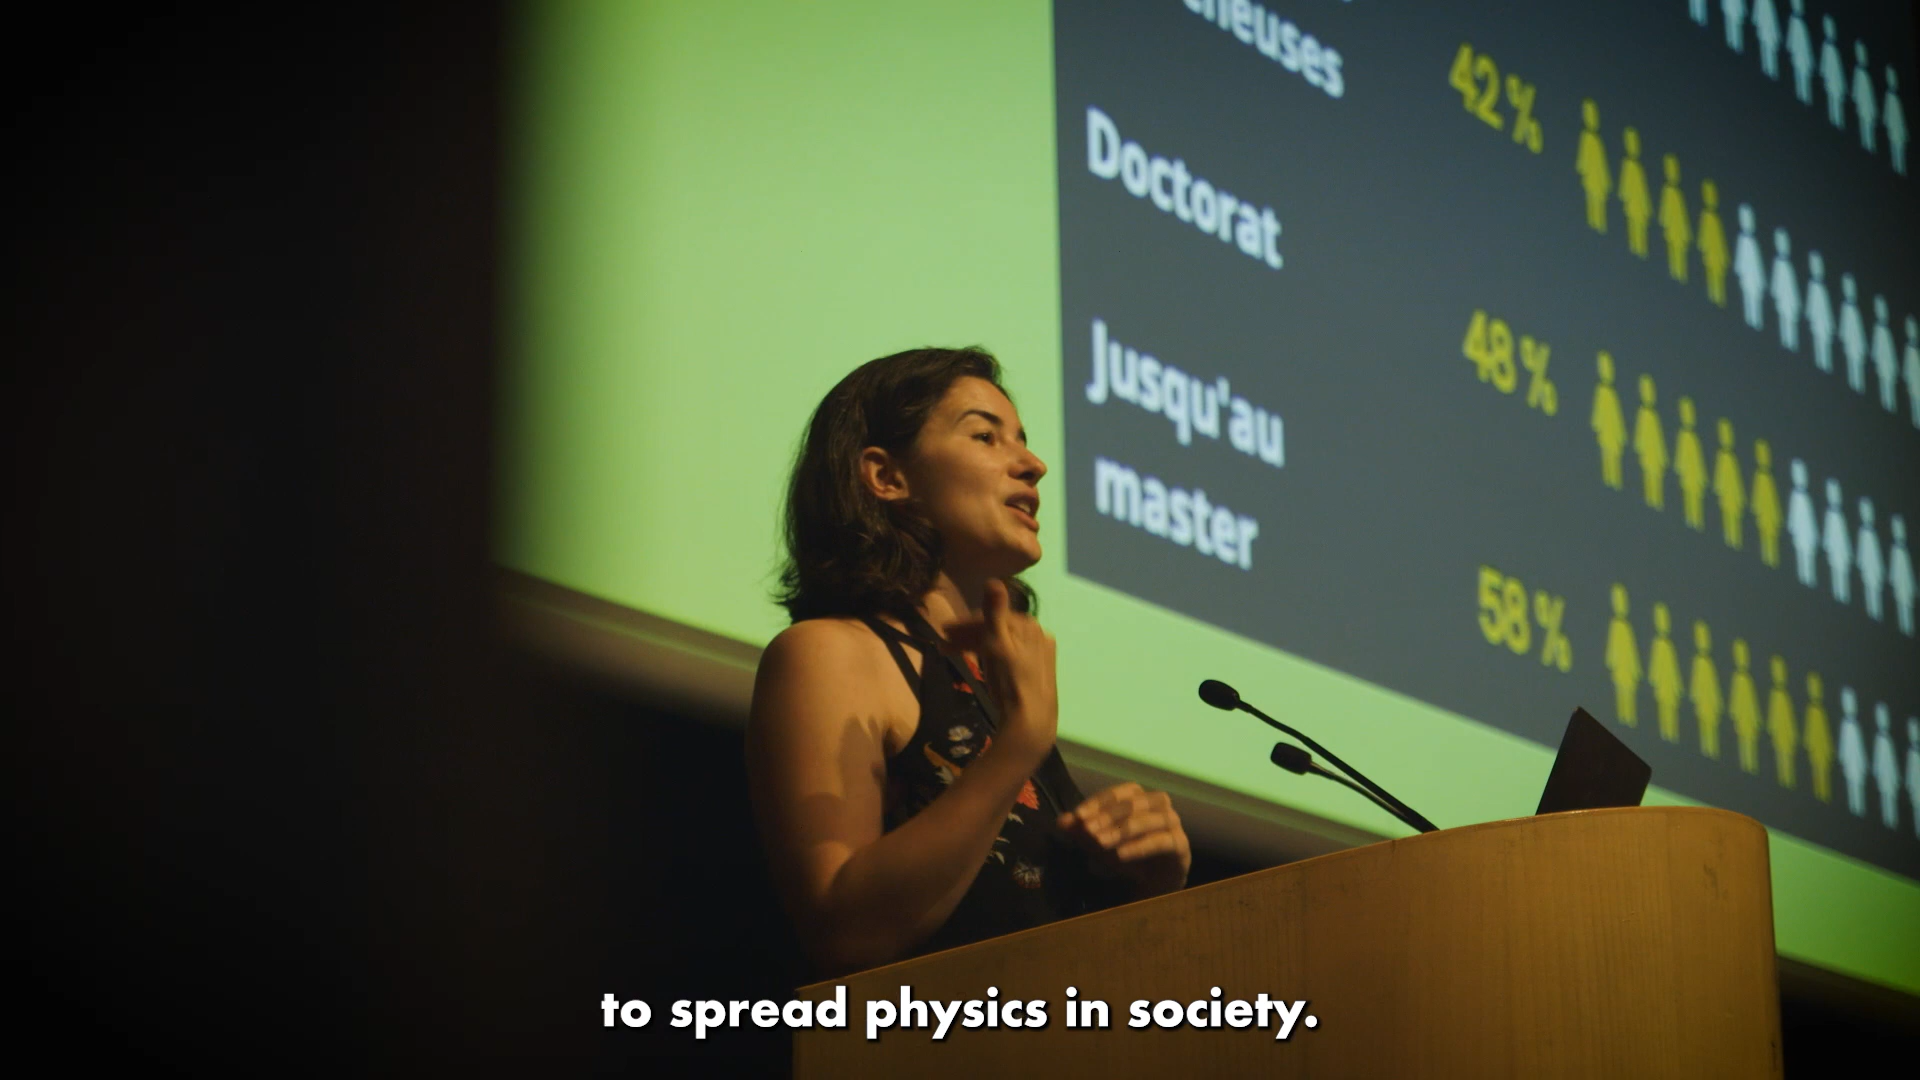 42 %
Doctorat
48 %
Jusqu'au
master
58 %
to spread physics in society.